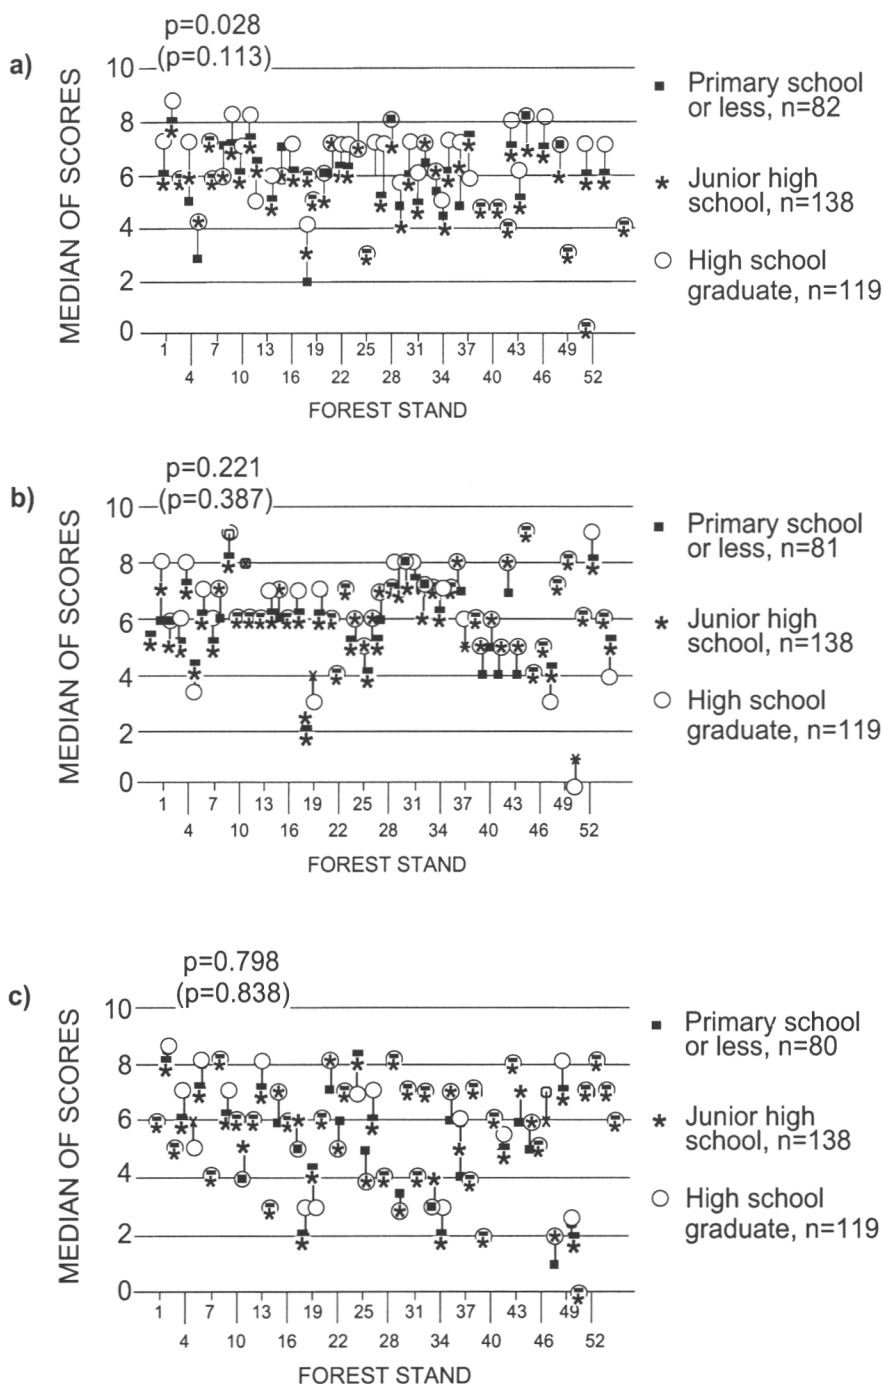 p=0.028
(p=0.113)
a)
MEDIAN OF SCORES
10
8
6
4
2
0
1 7 13 19 25 31 37 43 49
4 10 16 22 28 34 40 46 52
FOREST STAND
Primary school
or less, n=82
Junior high
school, n=138
High school
graduate, n=119
p=0.221
(p=0.387)
b)
MEDIAN OF SCORES
10
8
6
4
2
0
1 7 13 19 25 31 37 43 49
4 10 16 22 28 34 40 46 52
FOREST STAND
Primary school
or less, n=81
Junior high
school, n=138
High school
graduate, n=119
p=0.798
(p=0.838)
c)
MEDIAN OF SCORES
10
8
6
4
2
0
1 7 13 19 25 31 37 43 49
4 10 16 22 28 34 40 46 52
FOREST STAND
Primary school
or less, n=80
Junior high
school, n=138
High school
graduate, n=119